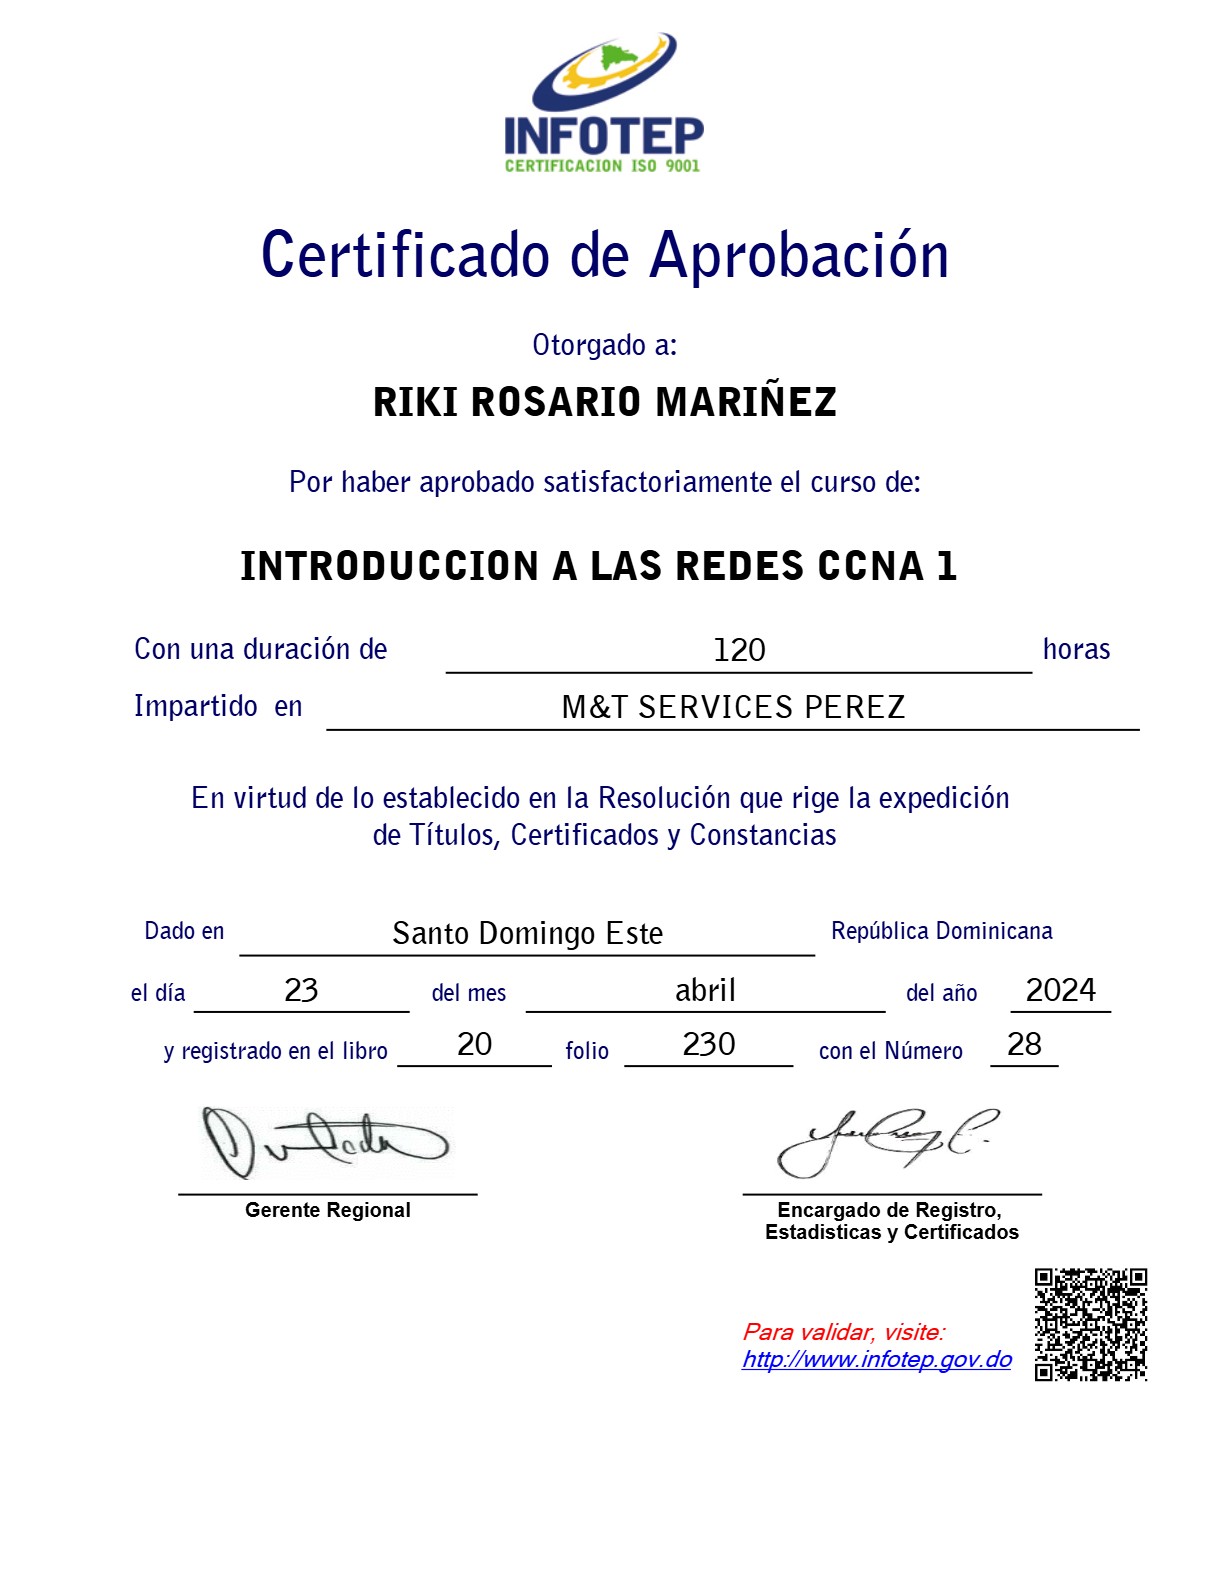 INFOTEP
CERTIFICACION ISO 9001
Certificado de Aprobación
Otorgado a:
RIKI ROSARIO MARIÑEZ
Por haber aprobado satisfactoriamente el curso de:
INTRODUCCION A LAS REDES CCNA 1
Con una duración de 120 horas
Impartido en M&T SERVICES PEREZ
En virtud de lo establecido en la Resolución que rige la expedición
de Títulos, Certificados y Constancias
Dado en Santo Domingo Este República Dominicana
el día 23 del mes abril del año 2024
y registrado en el libro 20 folio 230 con el Número 28
Gerente Regional
Encargado de Registro,
Estadisticas y Certificados
Para validar, visite:
http://www.infotep.gov.do